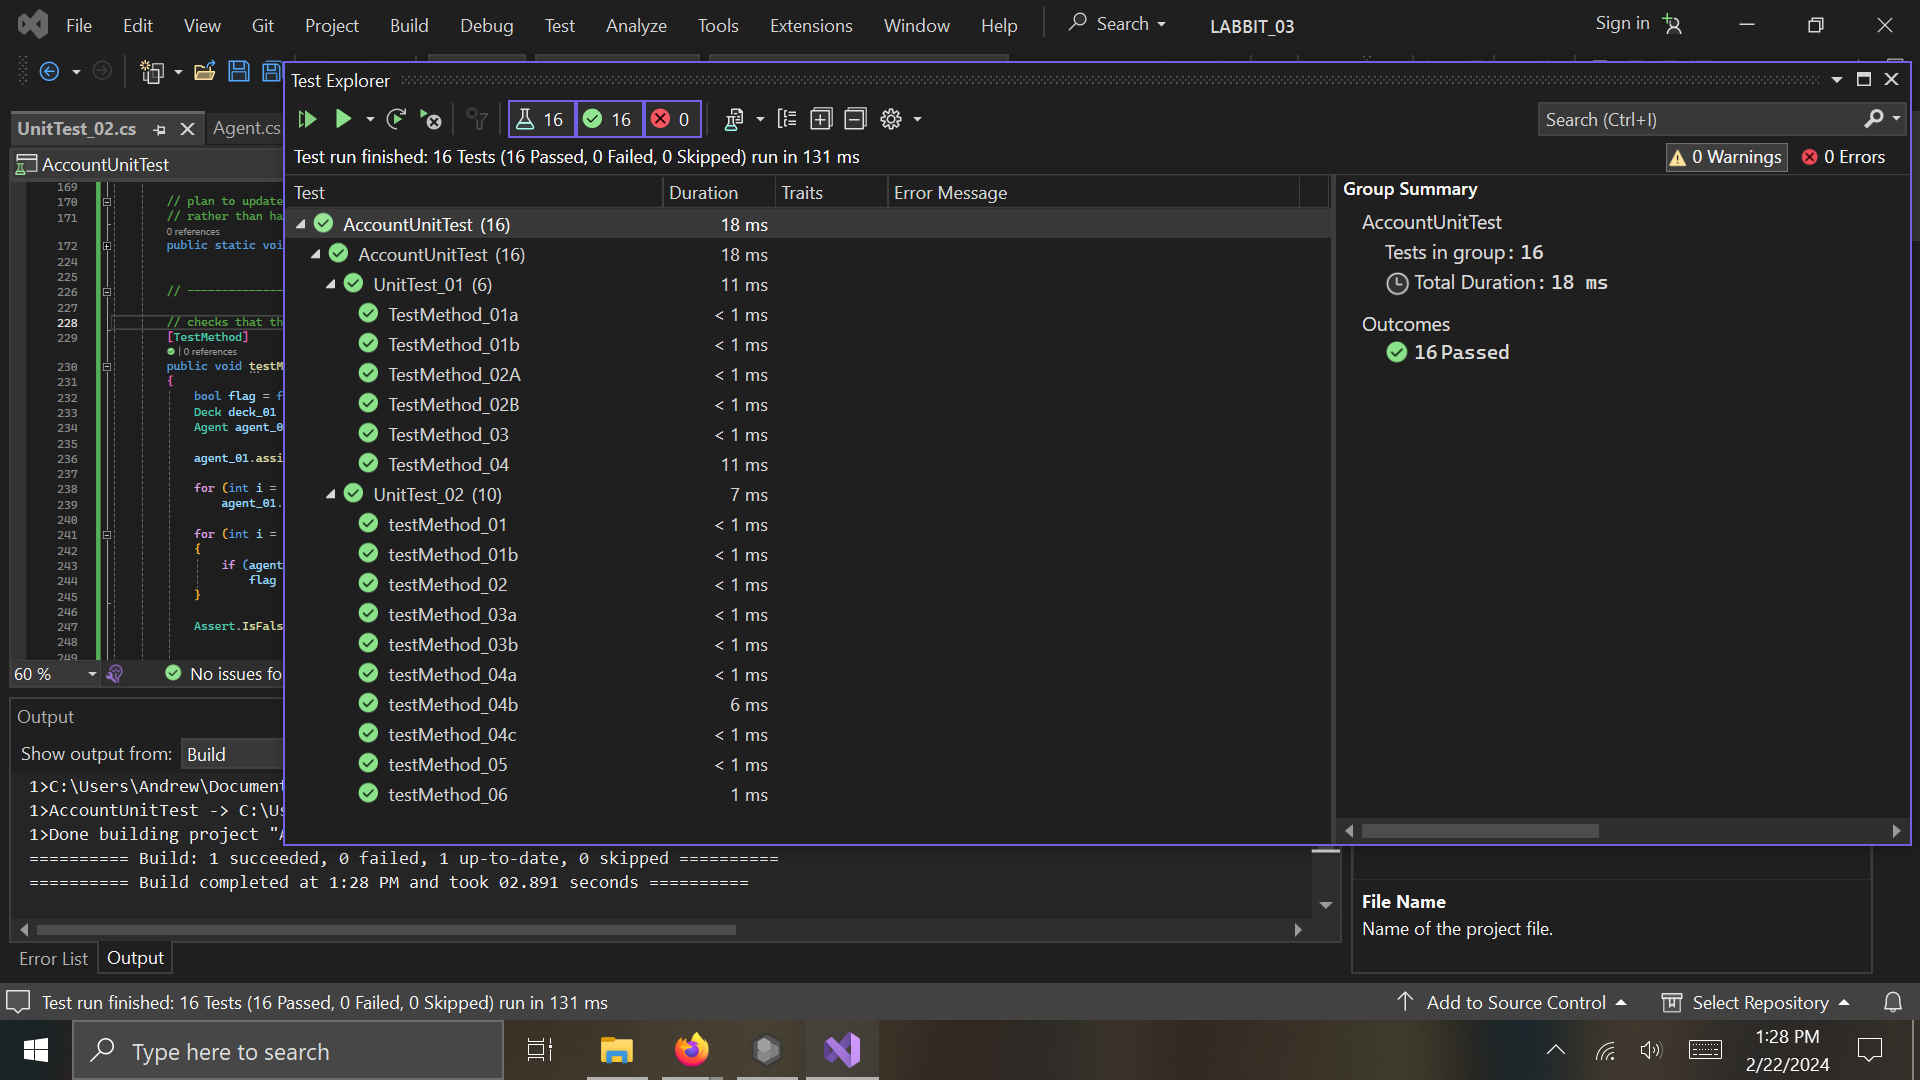 File Edit View Git Project Build Debug Test Analyze Tools Extensions Window Help Search LABBIT_03 Sign in
Test Explorer
UnitTest_02.cs Agent.cs
16 16 0
Search (Ctrl+I)
AccountUnitTest
Test run finished: 16 Tests (16 Passed, 0 Failed, 0 Skipped) run in 131 ms
0 Warnings 0 Errors
169
170 // plan to update
171 // rather than ha
0 references
172 public static voi
224
225
226 // ---------------
227
228 // checks that th
229 [TestMethod]
0 references
230 public void testM
231 {
232 bool flag = f
233 Deck deck_01
234 Agent agent_0
235
236 agent_01.assi
237
238 for (int i =
239 agent_01.
240
241 for (int i =
242 {
243 if (agent
244 flag
245 }
246
247 Assert.IsFals
248
249
60 % No issues fo
Test Duration Traits Error Message
AccountUnitTest (16) 18 ms
AccountUnitTest (16) 18 ms
UnitTest_01 (6) 11 ms
TestMethod_01a < 1 ms
TestMethod_01b < 1 ms
TestMethod_02A < 1 ms
TestMethod_02B < 1 ms
TestMethod_03 < 1 ms
TestMethod_04 11 ms
UnitTest_02 (10) 7 ms
testMethod_01 < 1 ms
testMethod_01b < 1 ms
testMethod_02 < 1 ms
testMethod_03a < 1 ms
testMethod_03b < 1 ms
testMethod_04a < 1 ms
testMethod_04b 6 ms
testMethod_04c < 1 ms
testMethod_05 < 1 ms
testMethod_06 1 ms
Group Summary
AccountUnitTest
Tests in group: 16
Total Duration: 18 ms
Outcomes
16 Passed
Output
Show output from: Build
1>C:\Users\Andrew\Document
1>AccountUnitTest -> C:\Us
1>Done building project "A
========== Build: 1 succeeded, 0 failed, 1 up-to-date, 0 skipped ==========
========== Build completed at 1:28 PM and took 02.891 seconds ==========
File Name
Name of the project file.
Error List Output
Test run finished: 16 Tests (16 Passed, 0 Failed, 0 Skipped) run in 131 ms
Add to Source Control Select Repository
Type here to search
1:28 PM
2/22/2024